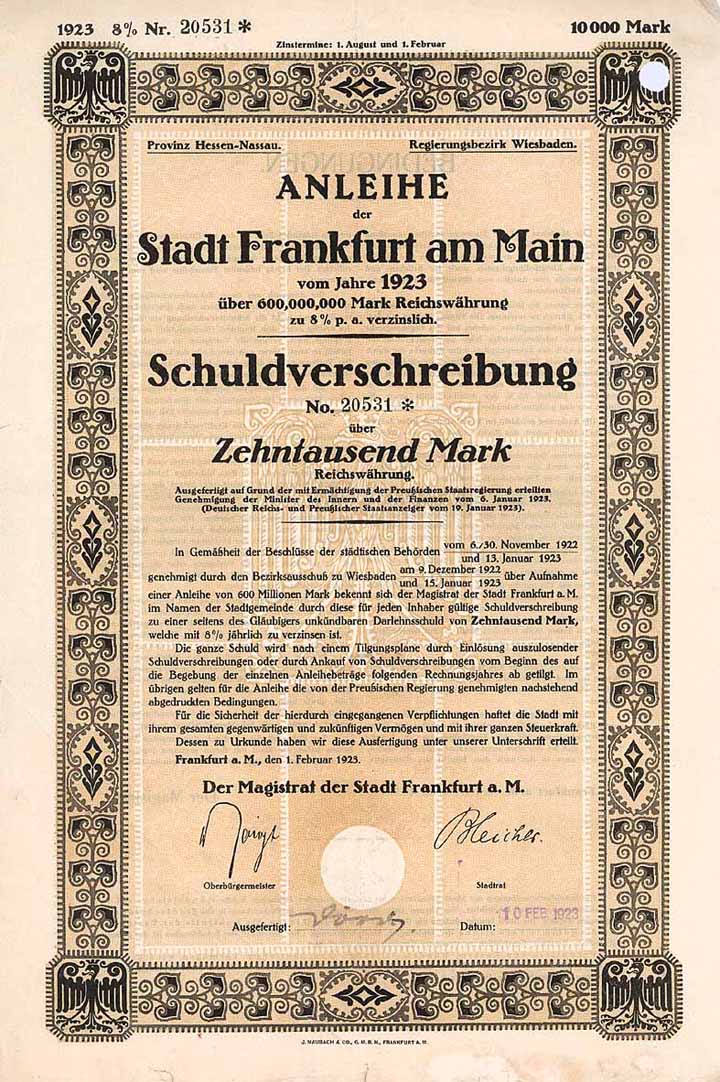 1923 8% Nr. 20531 * 10000 Mark
Zinstermine: 1. August und 1. Februar
Provinz Hessen-Nassau. Regierungsbezirk Wiesbaden.
ANLEIHE
der
Stadt Frankfurt am Main
vom Jahre 1923
über 600,000,000 Mark Reichswährung
zu 8% p. a. verzinslich.
Schuldverschreibung
No. 20531 *
über
Zehntausend Mark
Reichswährung.
Ausgefertigt auf Grund der mit Ermächtigung der Preußischen Staatsregierung erteilten
Genehmigung der Minister des Innern und der Finanzen vom 6. Januar 1923.
(Deutscher Reichs- und Preußischer Staatsanzeiger vom 19. Januar 1923).
In Gemäßheit der Beschlüsse der städtischen Behörden vom 6./30. November 1922 und 13. Januar 1923
genehmigt durch den Bezirksausschuß zu Wiesbaden am 9. Dezember 1922 und 15. Januar 1923 über Aufnahme
einer Anleihe von 600 Millionen Mark bekennt sich der Magistrat der Stadt Frankfurt a. M.
im Namen der Stadtgemeinde durch diese für jeden Inhaber gültige Schuldverschreibung
zu einer seitens des Gläubigers unkündbaren Darlehnsschuld von Zehntausend Mark,
welche mit 8% jährlich zu verzinsen ist.
Die ganze Schuld wird nach einem Tilgungsplane durch Einlösung auszulosender
Schuldverschreibungen oder durch Ankauf von Schuldverschreibungen vom Beginn des auf
die Begebung der einzelnen Anleihebeträge folgenden Rechnungsjahres ab getilgt. Im
übrigen gelten für die Anleihe die von der Preußischen Regierung genehmigten nachstehend
abgedruckten Bedingungen.
Für die Sicherheit der hierdurch eingegangenen Verpflichtungen haftet die Stadt mit
ihrem gesamten gegenwärtigen und zukünftigen Vermögen und mit ihrer ganzen Steuerkraft.
Dessen zu Urkunde haben wir diese Ausfertigung unter unserer Unterschrift erteilt.
Frankfurt a. M., den 1. Februar 1923.
Der Magistrat der Stadt Frankfurt a. M.
Voigt Bleicher.
Oberbürgermeister Stadtrat
Ausgefertigt: Datum: 10 FEB 1923
J. MAUBACH & CO., G. M. B. H., FRANKFURT A. M.